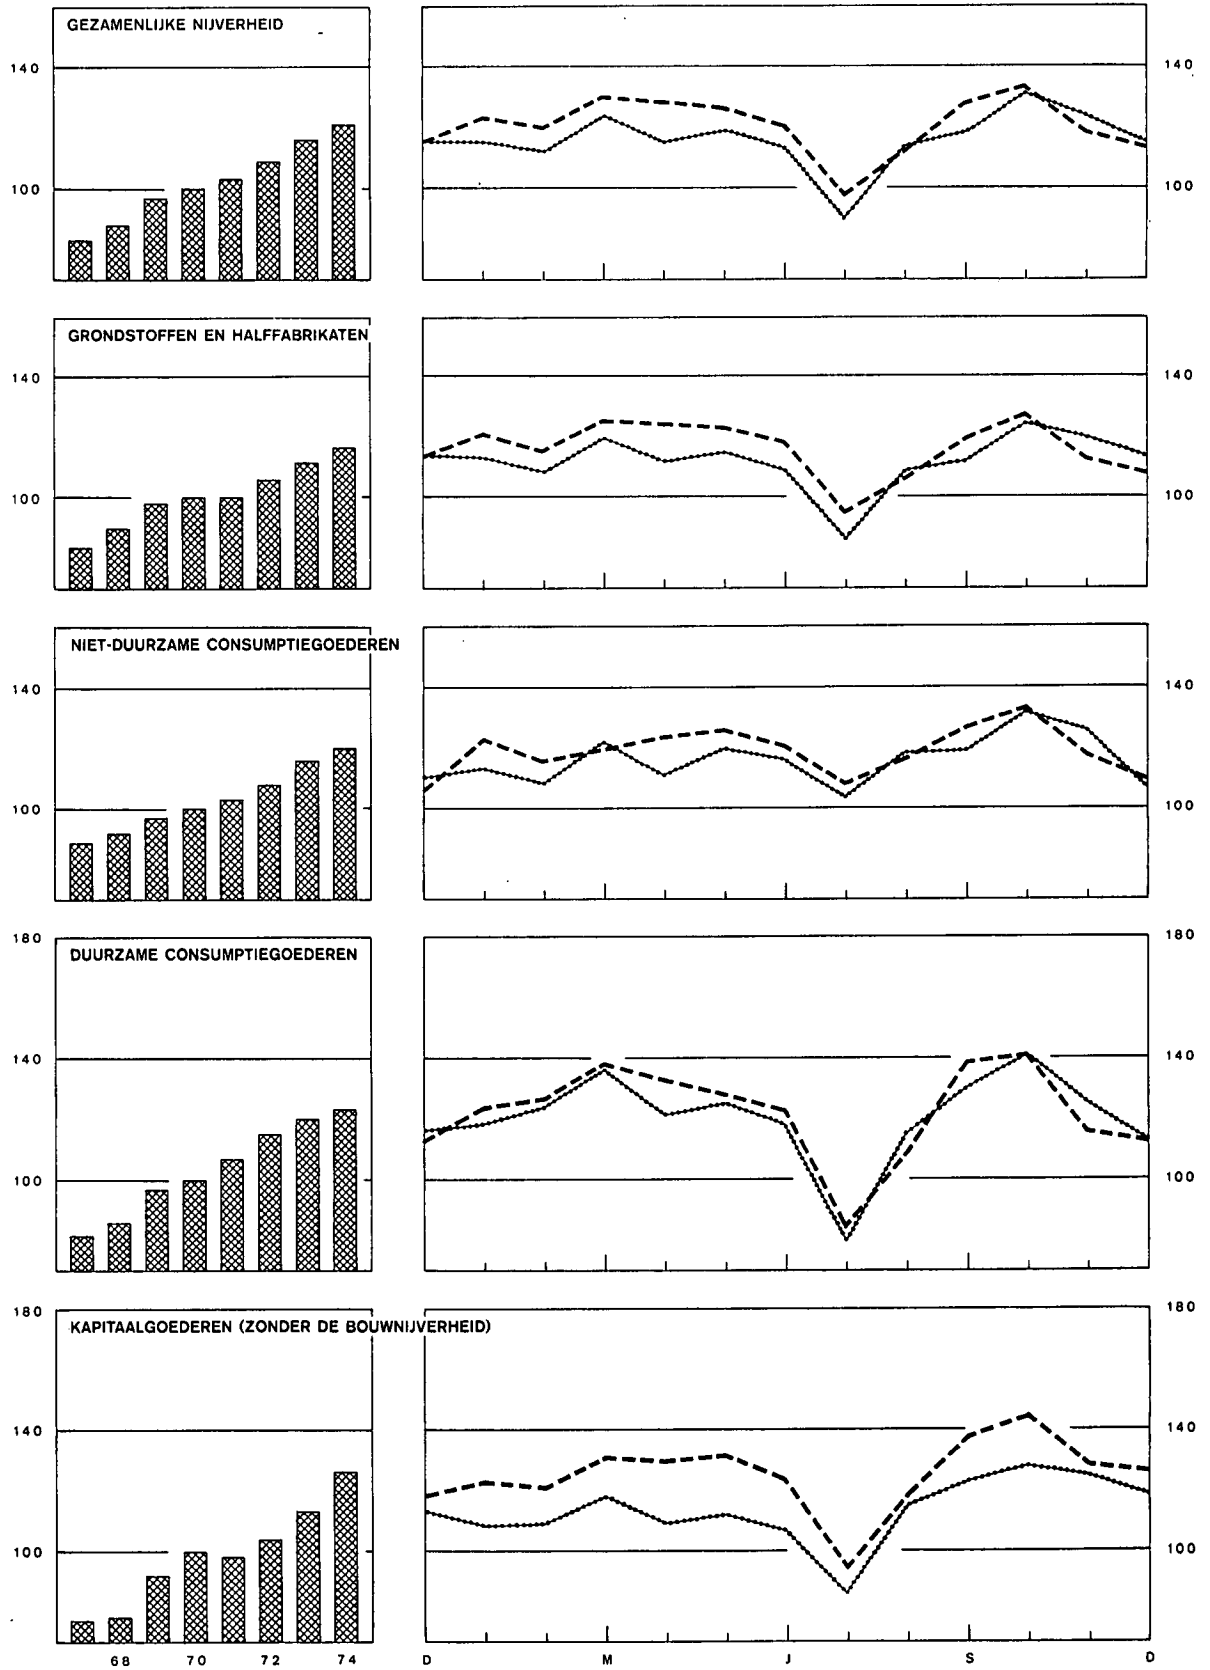 GEZAMENLIJKE NIJVERHEID
140 140
100 100
GRONDSTOFFEN EN HALFFABRIKATEN
140 140
100 100
NIET-DUURZAME CONSUMPTIEGOEDEREN
140 140
100 100
180 180
DUURZAME CONSUMPTIEGOEDEREN
140 140
100 100
180 180
KAPITAALGOEDEREN (ZONDER DE BOUWNIJVERHEID)
140 140
100 100
68 70 72 74 D M J S D